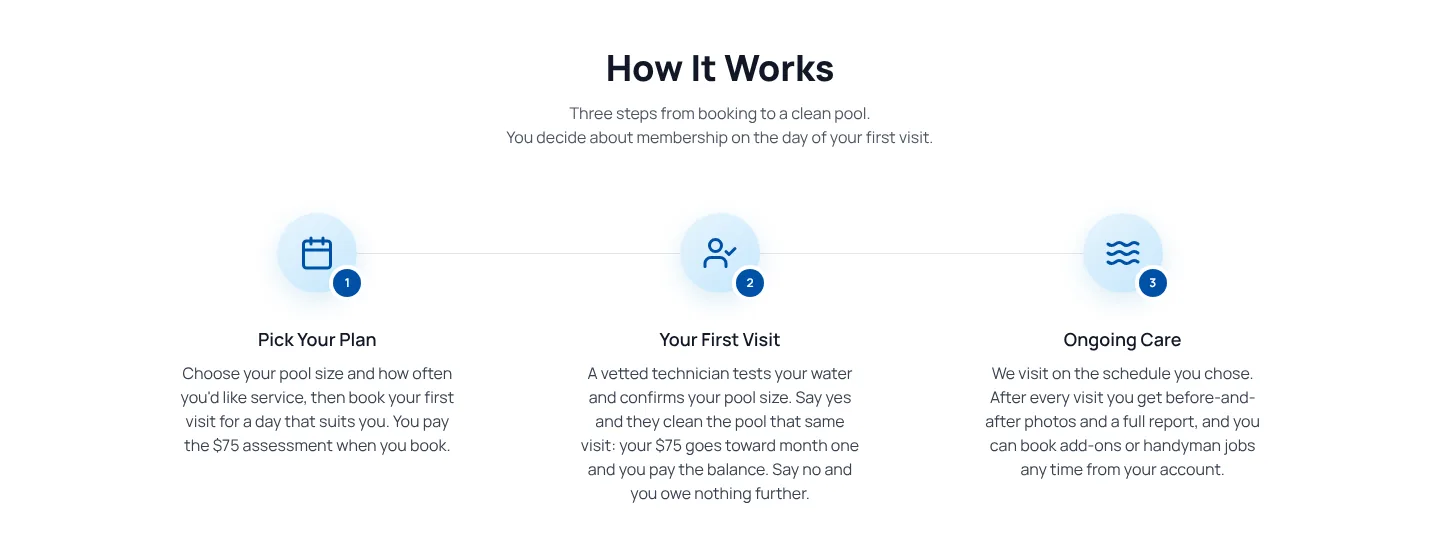 How It Works
Three steps from booking to a clean pool.
You decide about membership on the day of your first visit.
1
2
3
Pick Your Plan
Choose your pool size and how often
you'd like service, then book your first
visit for a day that suits you. You pay
the $75 assessment when you book.
Your First Visit
A vetted technician tests your water
and confirms your pool size. Say yes
and they clean the pool that same
visit: your $75 goes toward month one
and you pay the balance. Say no and
you owe nothing further.
Ongoing Care
We visit on the schedule you chose.
After every visit you get before-and-
after photos and a full report, and you
can book add-ons or handyman jobs
any time from your account.